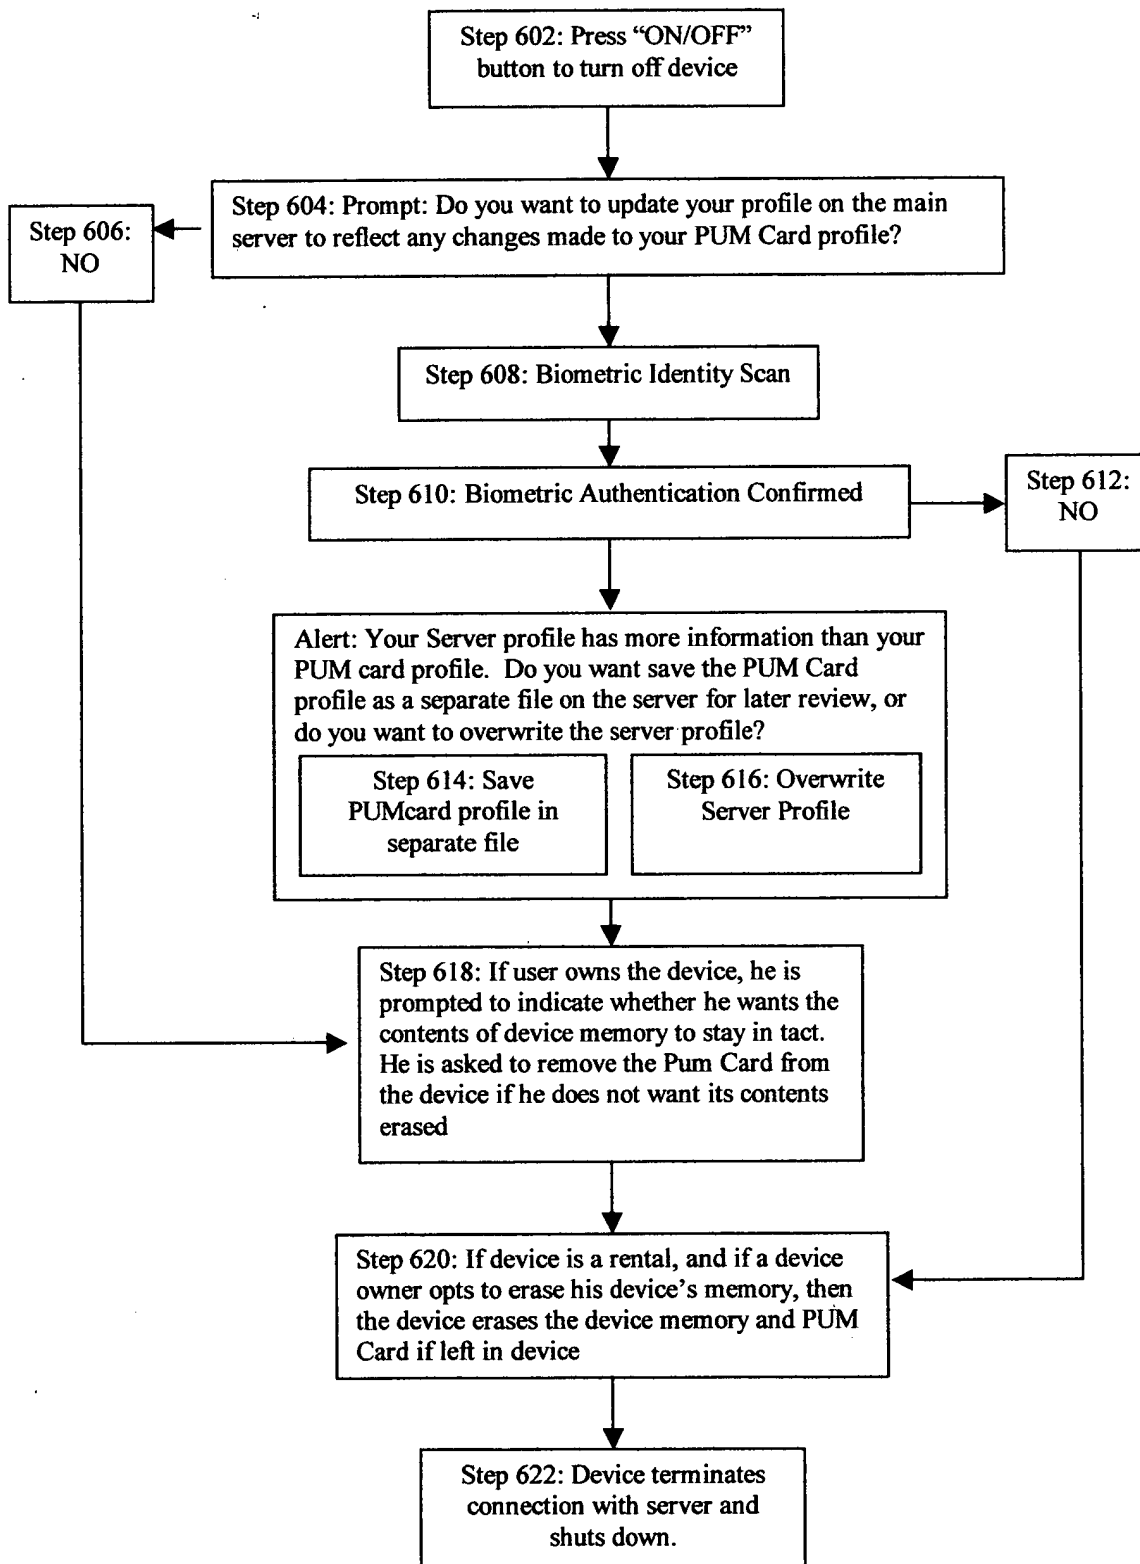 Step 602: Press “ON/OFF”
button to turn off device
Step 604: Prompt: Do you want to update your profile on the main
server to reflect any changes made to your PUM Card profile?
Step 606:
NO
Step 608: Biometric Identity Scan
Step 610: Biometric Authentication Confirmed
Step 612:
NO
Alert: Your Server profile has more information than your
PUM card profile. Do you want save the PUM Card
profile as a separate file on the server for later review, or
do you want to overwrite the server profile?
Step 614: Save
PUMcard profile in
separate file
Step 616: Overwrite
Server Profile
Step 618: If user owns the device, he is
prompted to indicate whether he wants the
contents of device memory to stay in tact.
He is asked to remove the Pum Card from
the device if he does not want its contents
erased
Step 620: If device is a rental, and if a device
owner opts to erase his device’s memory, then
the device erases the device memory and PUM
Card if left in device
Step 622: Device terminates
connection with server and
shuts down.